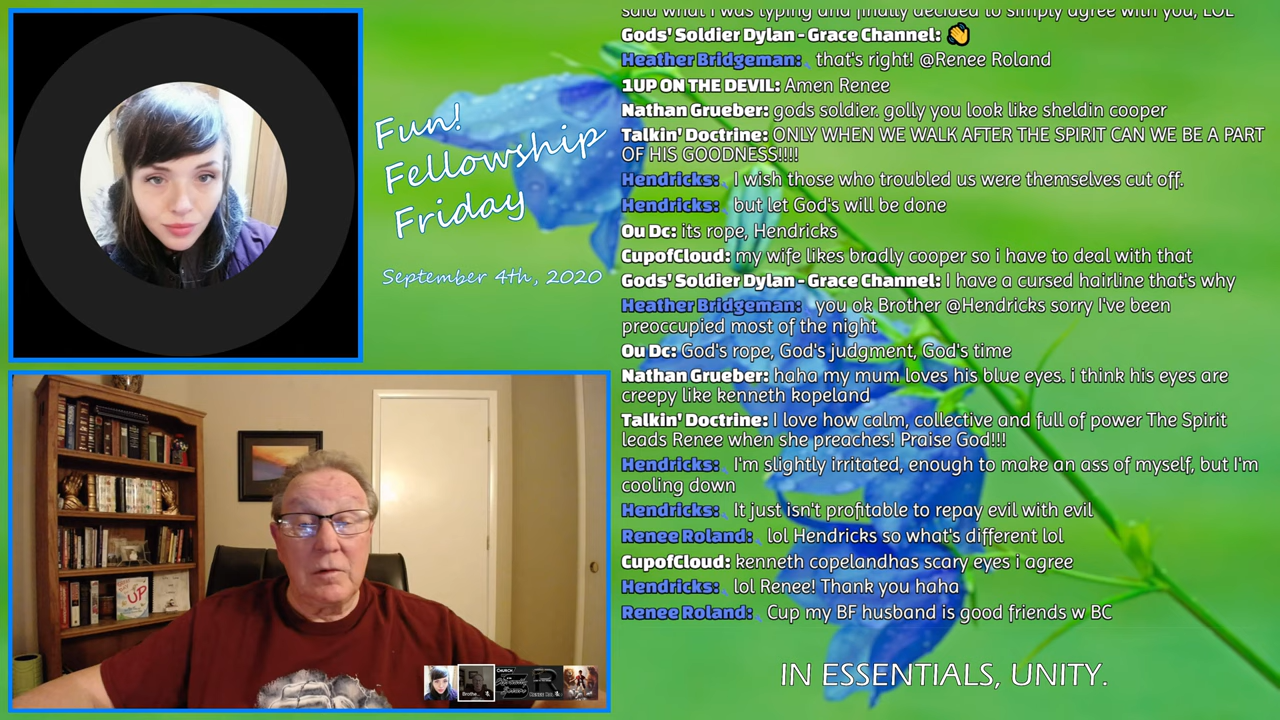 said what I was typing and finally decided to simply agree with you, LOL
Gods' Soldier Dylan - Grace Channel: 👏
Heather Bridgeman: that's right! @Renee Roland
1UP ON THE DEVIL: Amen Renee
Nathan Grueber: gods soldier. golly you look like sheldin cooper
Talkin' Doctrine: ONLY WHEN WE WALK AFTER THE SPIRIT CAN WE BE A PART
OF HIS GOODNESS!!!!
Hendricks: I wish those who troubled us were themselves cut off.
Hendricks: but let God's will be done
Ou Dc: its rope, Hendricks
CupofCloud: my wife likes bradly cooper so i have to deal with that
Gods' Soldier Dylan - Grace Channel: I have a cursed hairline that's why
Heather Bridgeman: you ok Brother @Hendricks sorry I've been
preoccupied most of the night
Ou Dc: God's rope, God's judgment, God's time
Nathan Grueber: haha my mum loves his blue eyes. i think his eyes are
creepy like kenneth kopeland
Talkin' Doctrine: I love how calm, collective and full of power The Spirit
leads Renee when she preaches! Praise God!!!
Hendricks: I'm slightly irritated, enough to make an ass of myself, but I'm
cooling down
Hendricks: It just isn't profitable to repay evil with evil
Renee Roland: lol Hendricks so what's different lol
CupofCloud: kenneth copelandhas scary eyes i agree
Hendricks: lol Renee! Thank you haha
Renee Roland: Cup my BF husband is good friends w BC
Fun!
Fellowship
Friday
September 4th, 2020
UP
CHURCH
Brothe...
IN ESSENTIALS, UNITY.